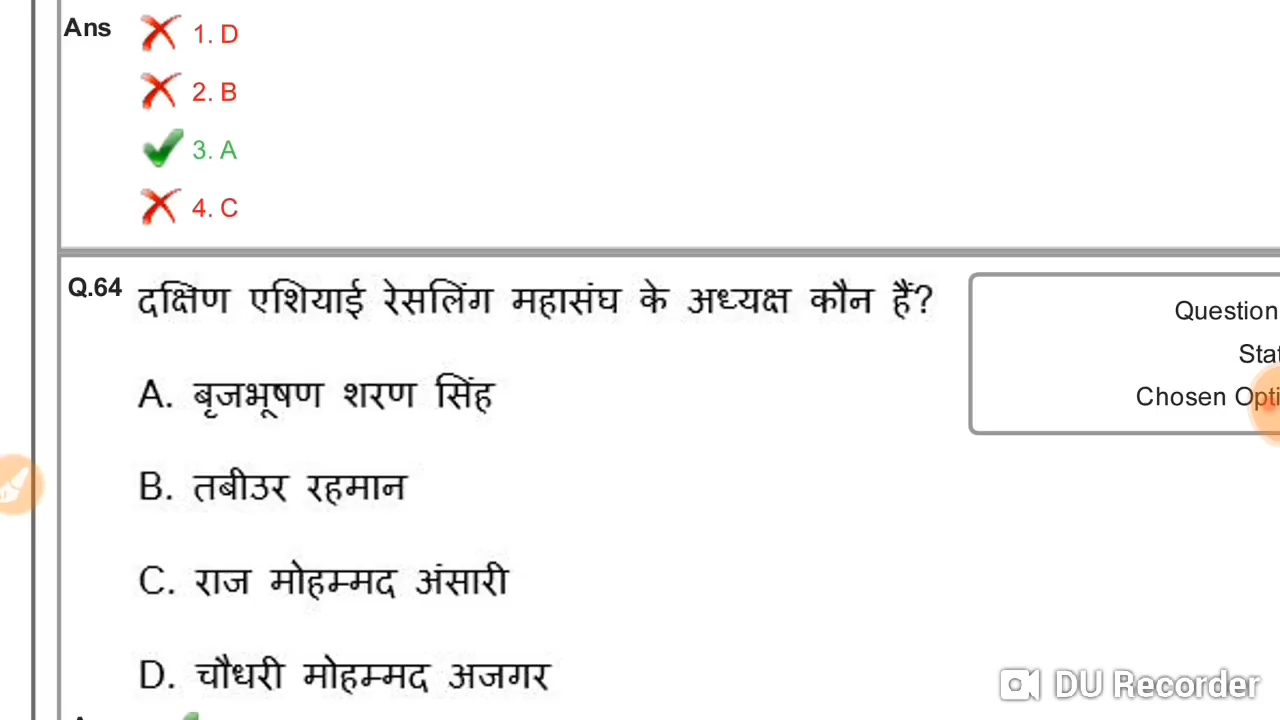 Ans
1. D
2. B
3. A
4. C
Q.64 दक्षिण एशियाई रेसलिंग महासंघ के अध्यक्ष कौन हैं?
Question
Stat
Chosen Opti
A. बृजभूषण शरण सिंह
B. तबीउर रहमान
C. राज मोहम्मद अंसारी
D. चौधरी मोहम्मद अजगर
DU Recorder